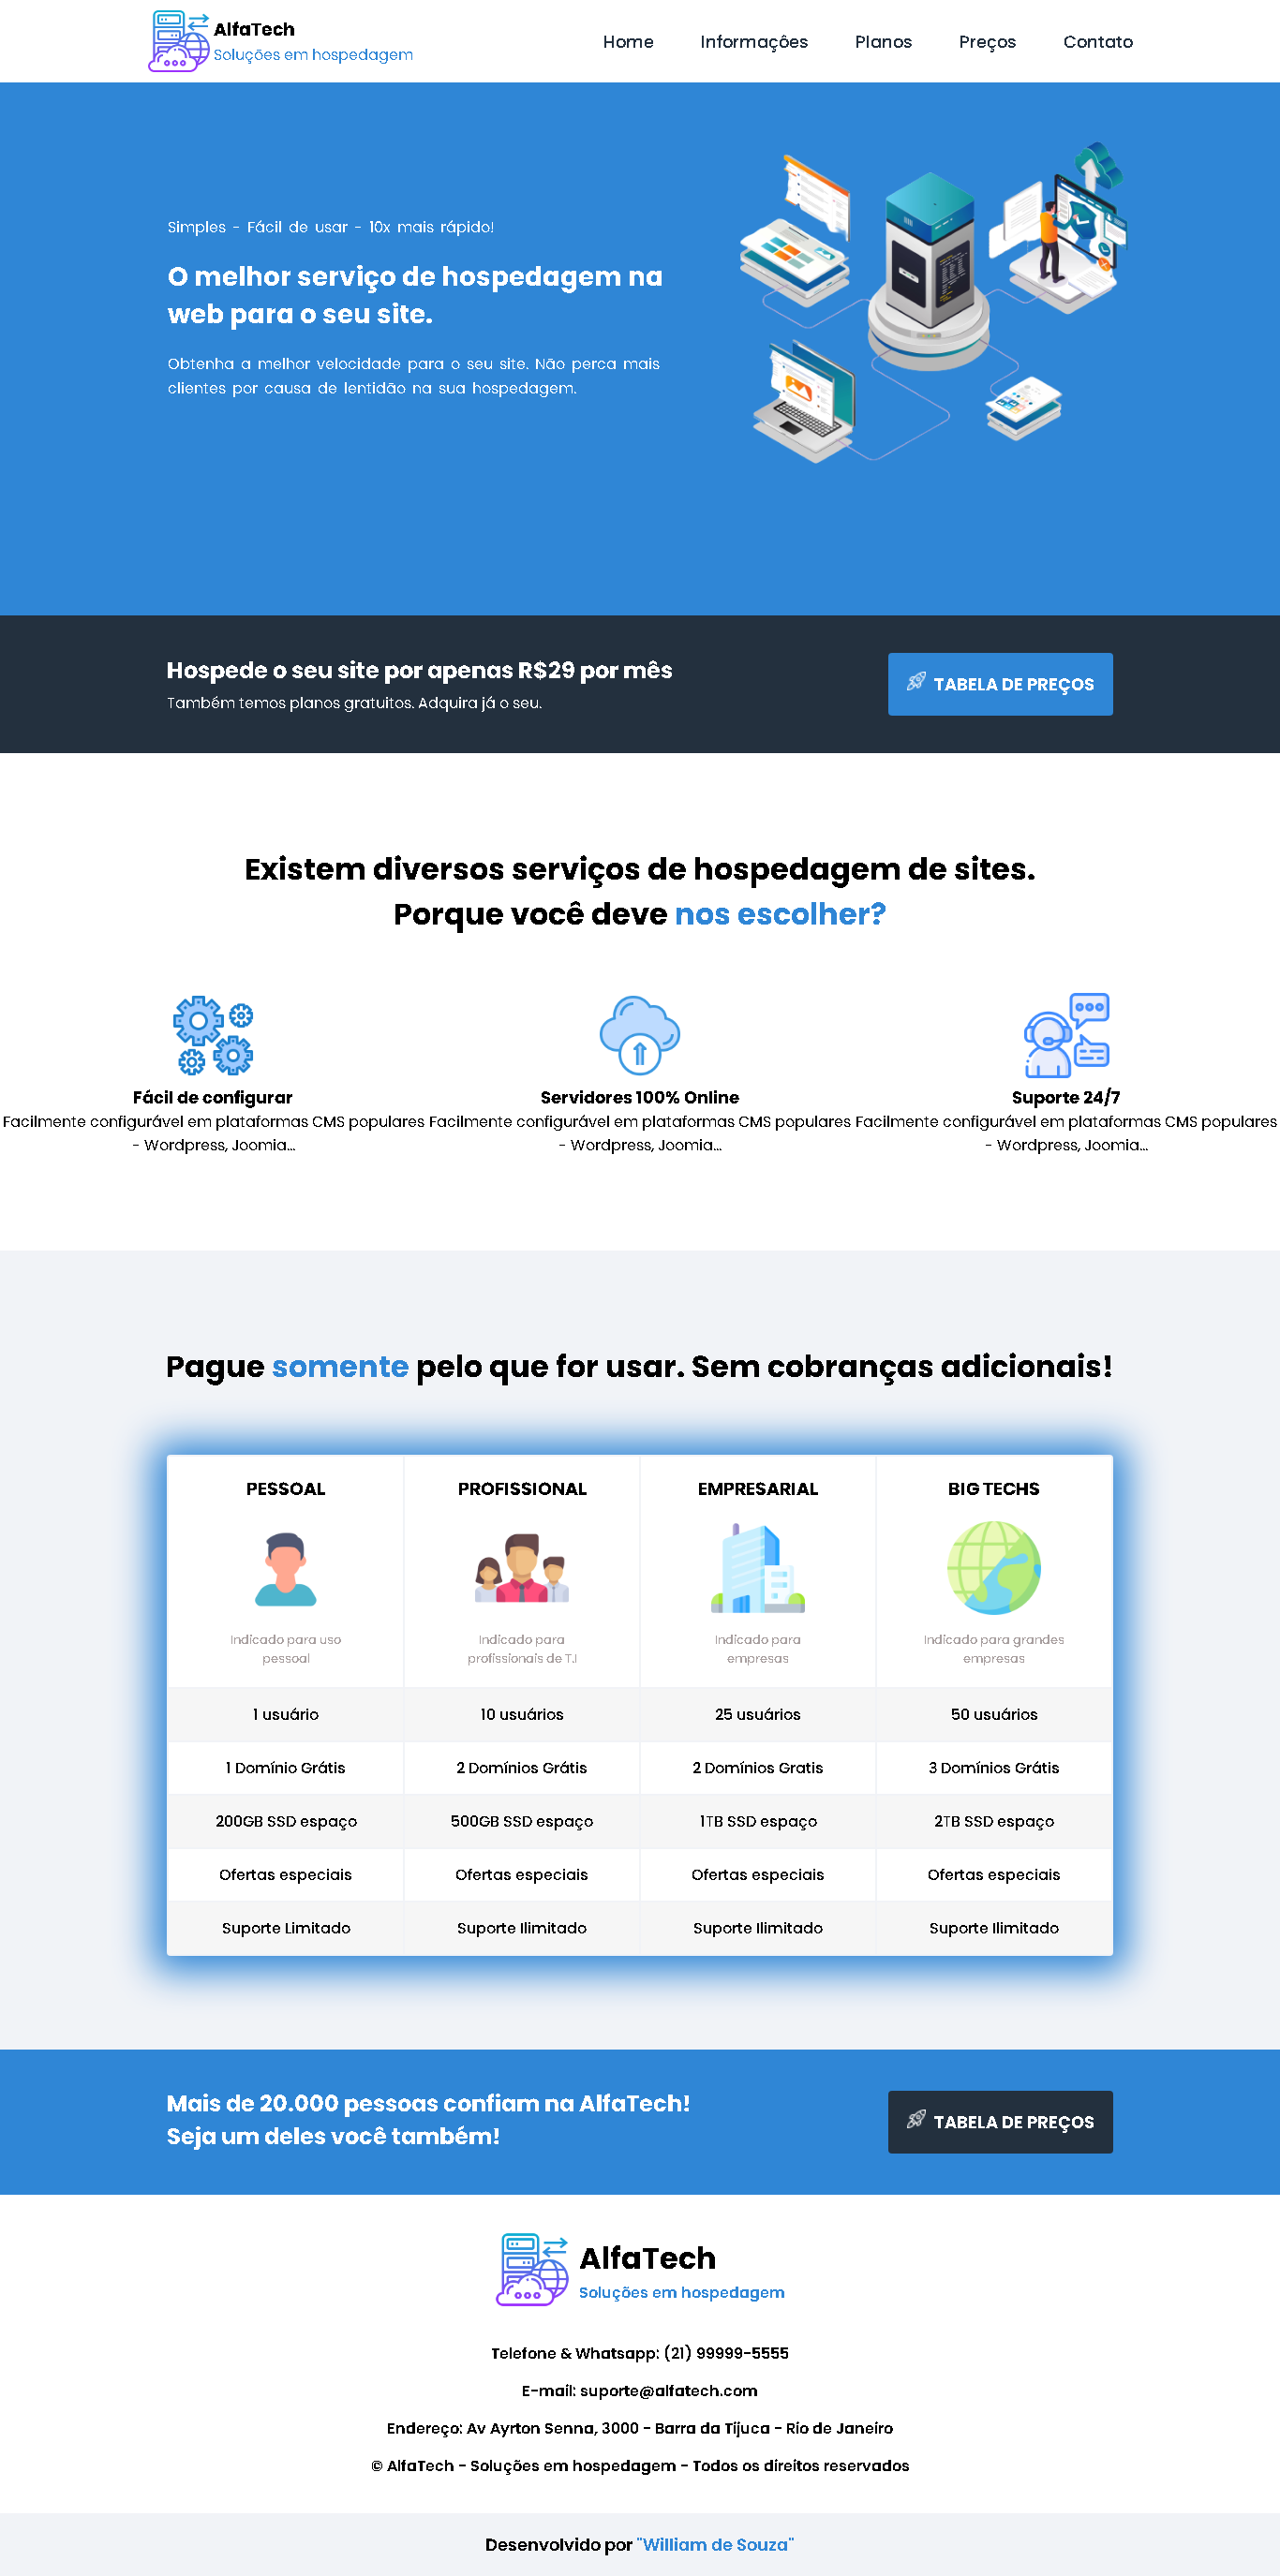 AlfaTech
Soluções em hospedagem
Home Informações Planos Preços Contato
Simples - Fácil de usar - 10x mais rápido!
O melhor serviço de hospedagem na
web para o seu site.
Obtenha a melhor velocidade para o seu site. Não perca mais
clientes por causa de lentidão na sua hospedagem.
Hospede o seu site por apenas R$29 por mês
Também temos planos gratuitos. Adquira já o seu.
TABELA DE PREÇOS
Existem diversos serviços de hospedagem de sites.
Porque você deve nos escolher?
Fácil de configurar
Facilmente configurável em plataformas CMS populares
- Wordpress, Joomia...
Servidores 100% Online
Facilmente configurável em plataformas CMS populares
- Wordpress, Joomia...
Suporte 24/7
Facilmente configurável em plataformas CMS populares
- Wordpress, Joomia...
Pague somente pelo que for usar. Sem cobranças adicionais!
PESSOAL PROFISSIONAL EMPRESARIAL BIG TECHS
Indicado para uso
pessoal
Indicado para
profissionais de T.I
Indicado para
empresas
Indicado para grandes
empresas
1 usuário 10 usuários 25 usuários 50 usuários
1 Domínio Grátis 2 Domínios Grátis 2 Domínios Gratis 3 Domínios Grátis
200GB SSD espaço 500GB SSD espaço 1TB SSD espaço 2TB SSD espaço
Ofertas especiais Ofertas especiais Ofertas especiais Ofertas especiais
Suporte Limitado Suporte Ilimitado Suporte Ilimitado Suporte Ilimitado
Mais de 20.000 pessoas confiam na AlfaTech!
Seja um deles você também!
TABELA DE PREÇOS
AlfaTech
Soluções em hospedagem
Telefone & Whatsapp: (21) 99999-5555
E-mail: suporte@alfatech.com
Endereço: Av Ayrton Senna, 3000 - Barra da Tijuca - Rio de Janeiro
© AlfaTech - Soluções em hospedagem - Todos os direitos reservados
Desenvolvido por "William de Souza"